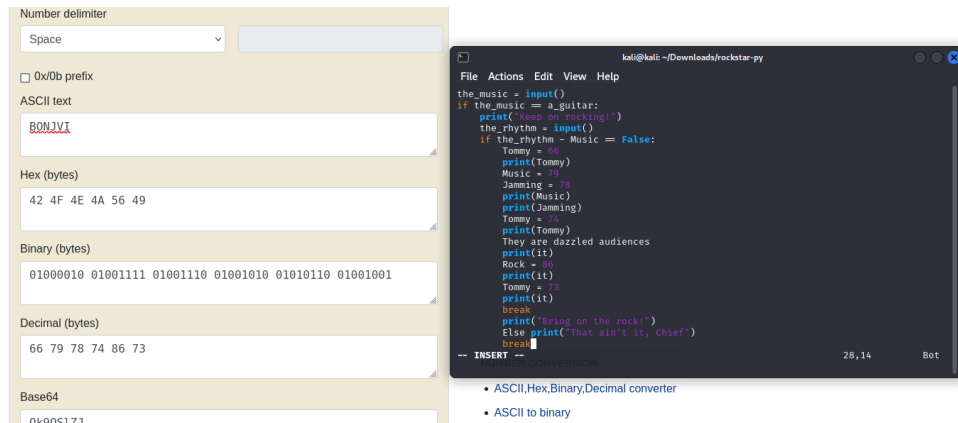 Number delimiter
Space
0x/0b prefix
ASCII text
BONJVI
Hex (bytes)
42 4F 4E 4A 56 49
Binary (bytes)
01000010 01001111 01001110 01001010 01010110 01001001
Decimal (bytes)
66 79 78 74 86 73
Base64
kali@kali: ~/Downloads/rockstar-py
File Actions Edit View Help
the_music = input()
if the_music == a_guitar:
    print("Keep on rocking!")
    the_rhythm = input()
    if the_rhythm - Music == False:
        Tommy = 66
        print(Tommy)
        Music = 79
        Jamming = 78
        print(Music)
        print(Jamming)
        Tommy = 74
        print(Tommy)
        They are dazzled audiences
        print(it)
        Rock = 86
        print(it)
        Tommy = 73
        print(it)
        break
        print("Bring on the rock!")
        Else print("That ain't it, Chief")
        break
-- INSERT --
28,14
Bot
NUMBER CONVERSION
ASCII,Hex,Binary,Decimal converter
ASCII to binary